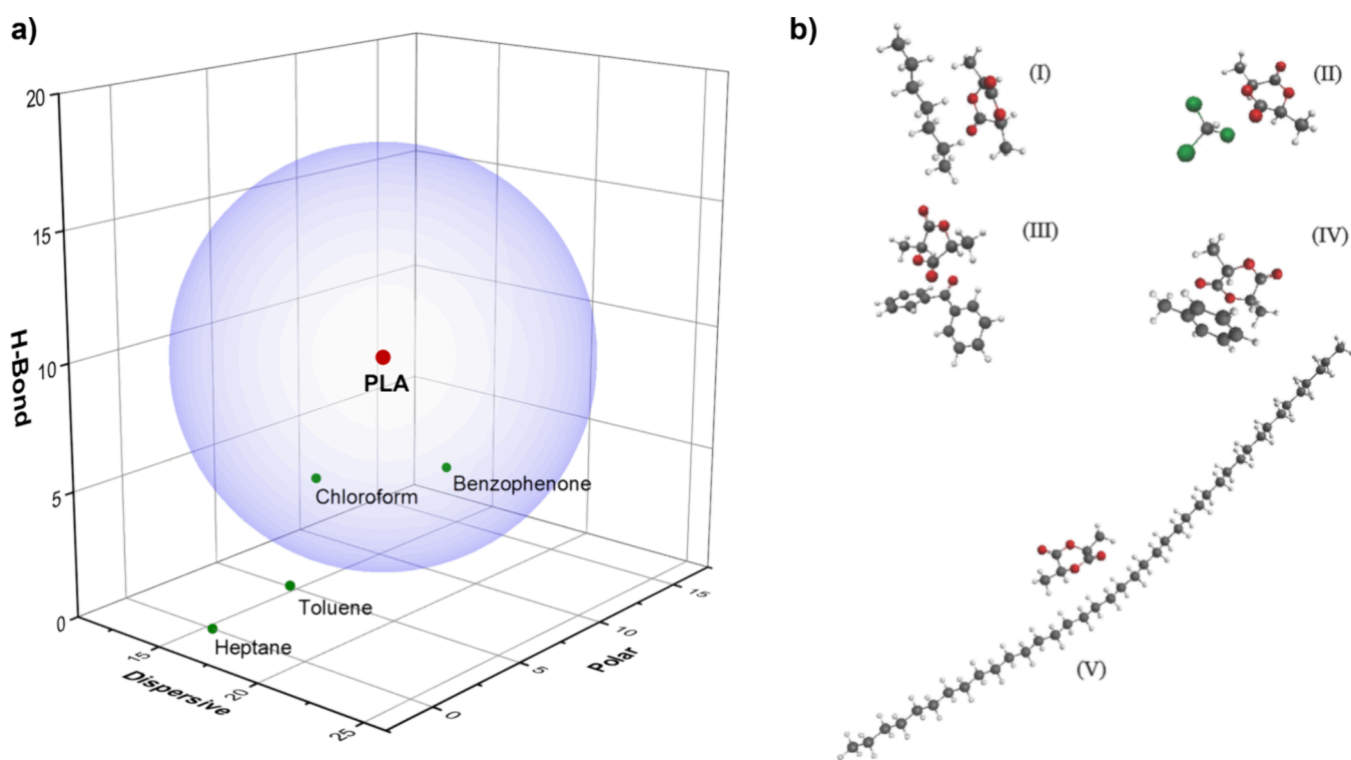 a)
20
15
10
5
0
H-Bond
PLA
Chloroform
Benzophenone
Toluene
Heptane
15
20
25
Dispersive
0
5
10
15
Polar
b)
(I)
(II)
(III)
(IV)
(V)